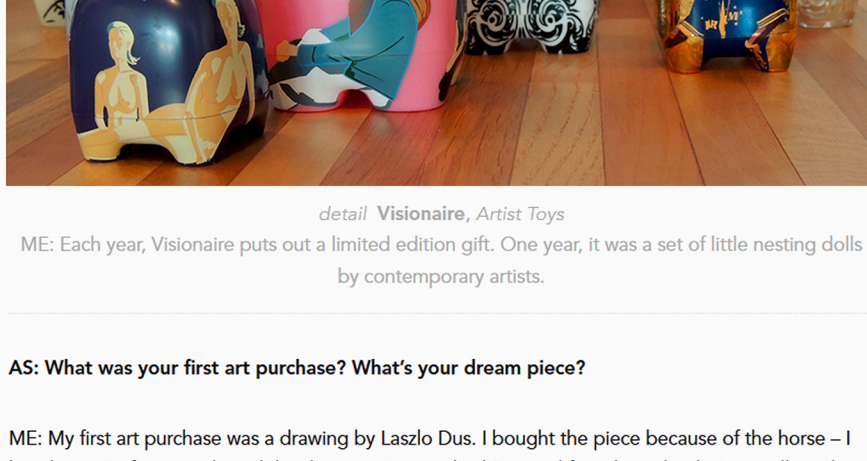 detail Visionaire, Artist Toys
ME: Each year, Visionaire puts out a limited edition gift. One year, it was a set of little nesting dolls
by contemporary artists.
AS: What was your first art purchase? What's your dream piece?
ME: My first art purchase was a drawing by Laszlo Dus. I bought the piece because of the horse – I